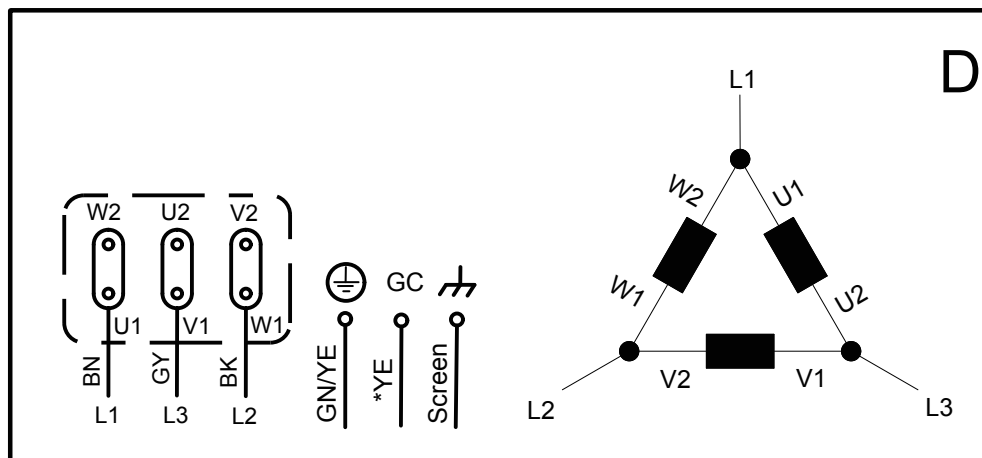 D
W2 U2 V2
U1 V1 W1
BN GY BK
L1 L3 L2
GC
GN/YE *YE Screen
L1
W2 U1
W1 U2
V2 V1
L2 L3